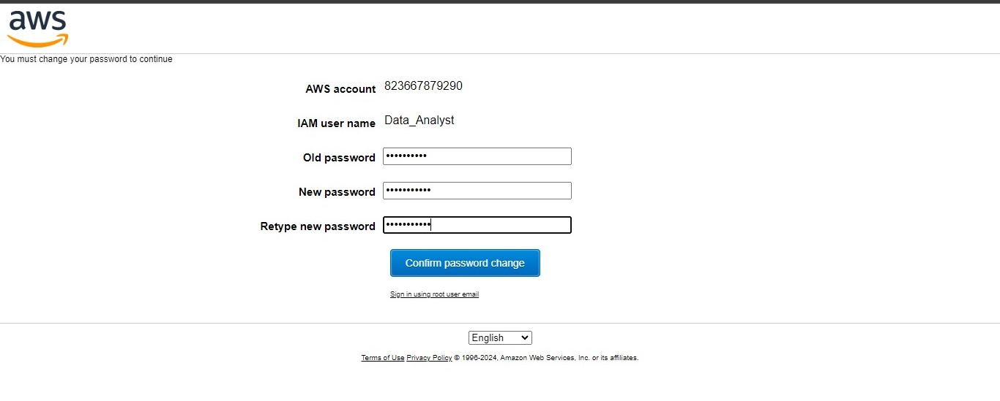 aws
You must change your password to continue
AWS account 823667879290
IAM user name Data_Analyst
Old password ••••••••••
New password •••••••••••
Retype new password •••••••••••
Confirm password change
Sign in using root user email
English
Terms of Use Privacy Policy © 1996-2024, Amazon Web Services, Inc. or its affiliates.